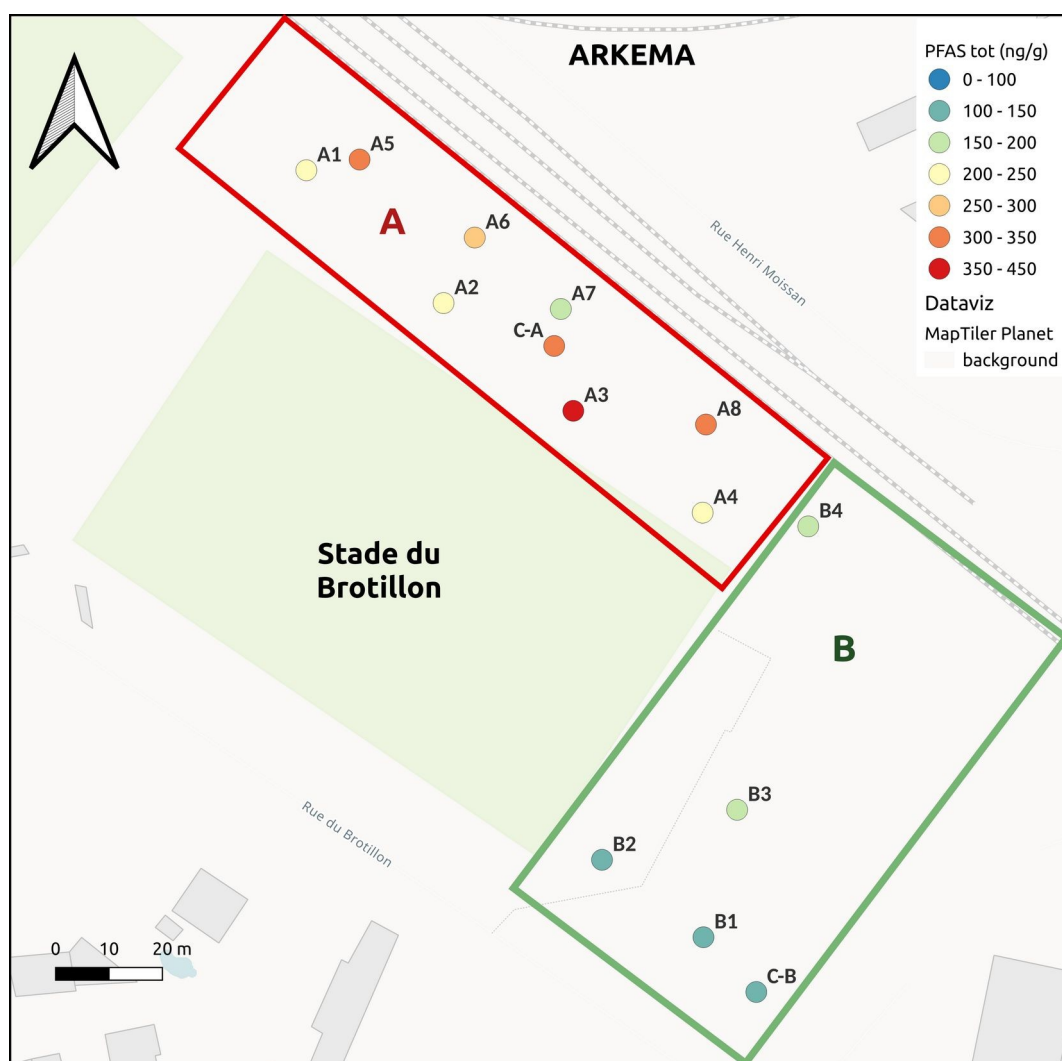 ARKEMA
PFAS tot (ng/g)
0 - 100
100 - 150
150 - 200
200 - 250
250 - 300
300 - 350
350 - 450
Dataviz
MapTiler Planet
background
A1
A5
A
A6
Rue Henri Moissan
A2
A7
C-A
A3
A8
A4
B4
Stade du
Brotillon
B
B3
Rue du Brotillon
B2
B1
C-B
0 10 20 m